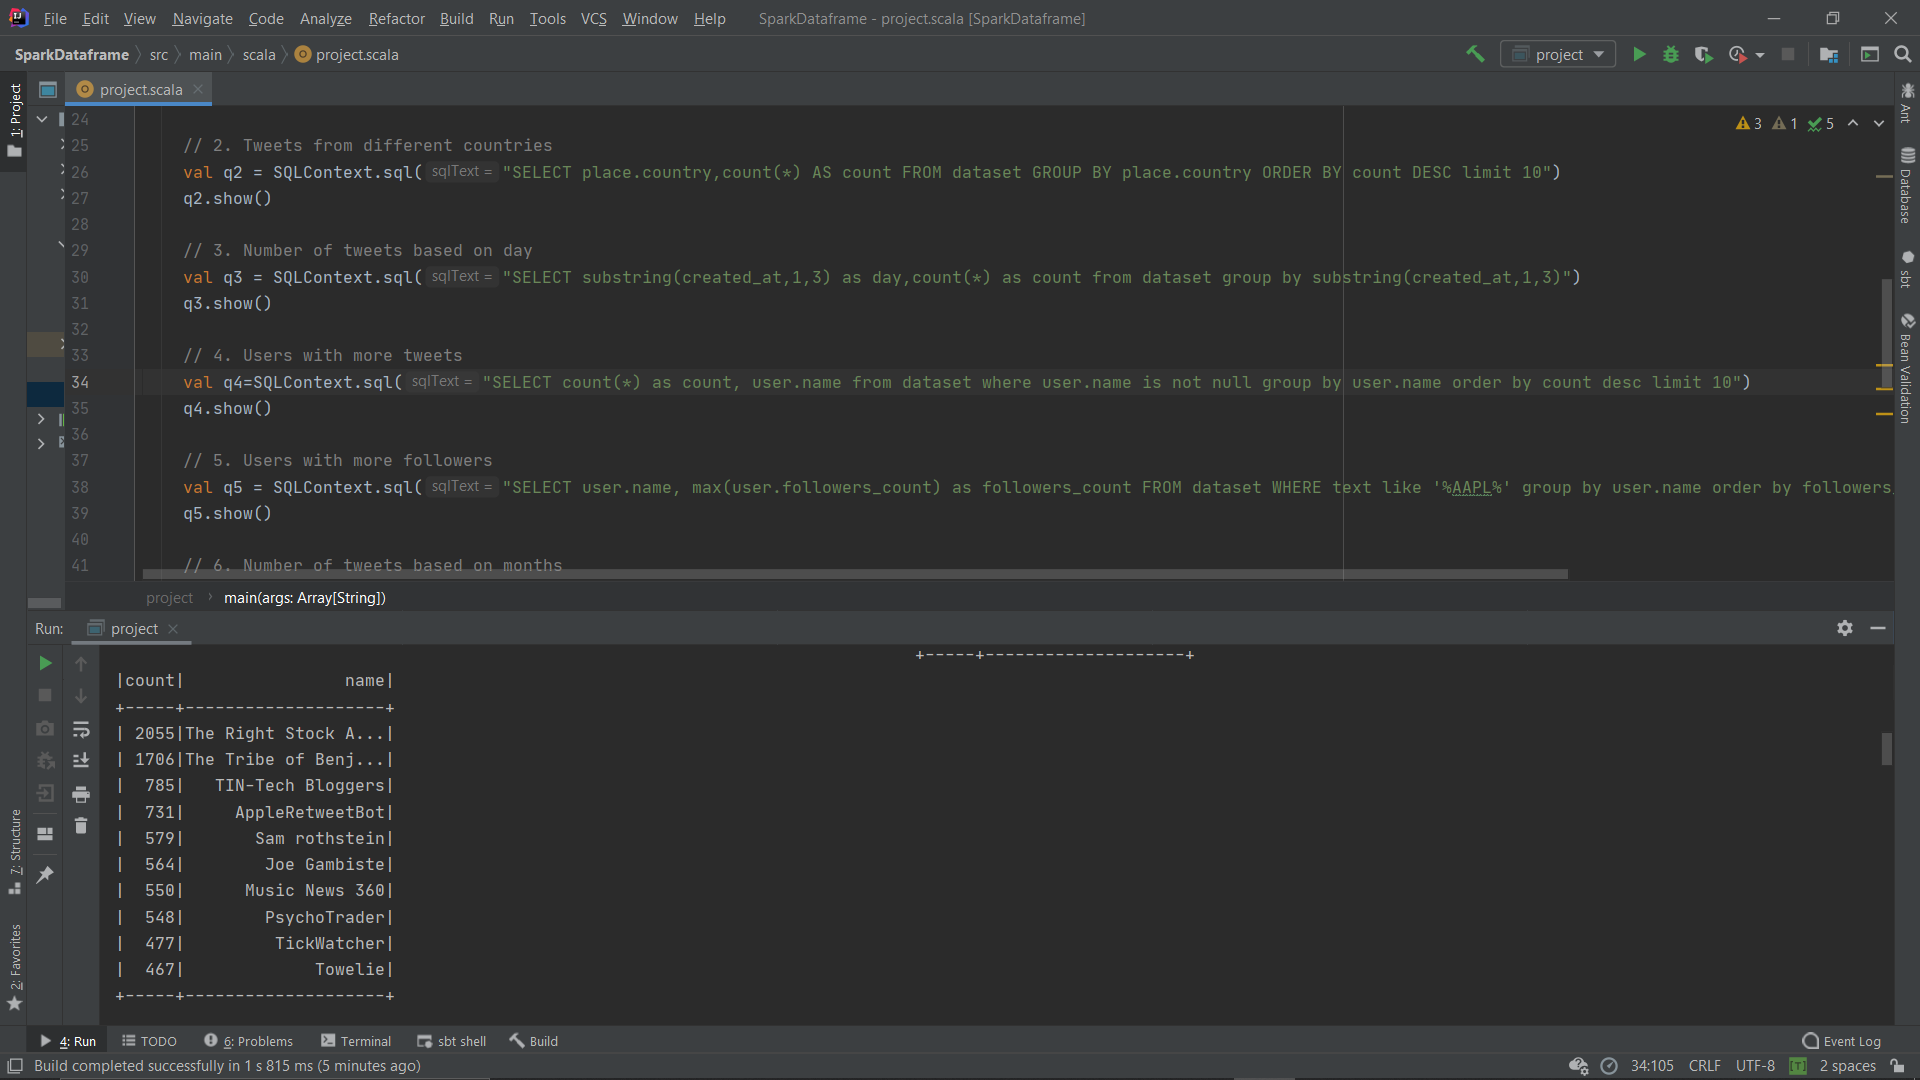 File Edit View Navigate Code Analyze Refactor Build Run Tools VCS Window Help SparkDataframe - project.scala [SparkDataframe]
SparkDataframe src main scala project.scala project
1: Project
project.scala
24
3 1 5
25 // 2. Tweets from different countries
26 val q2 = SQLContext.sql( sqlText = "SELECT place.country,count(*) AS count FROM dataset GROUP BY place.country ORDER BY count DESC limit 10")
27 q2.show()
28
29 // 3. Number of tweets based on day
30 val q3 = SQLContext.sql( sqlText = "SELECT substring(created_at,1,3) as day,count(*) as count from dataset group by substring(created_at,1,3)")
31 q3.show()
32
33 // 4. Users with more tweets
34 val q4=SQLContext.sql( sqlText = "SELECT count(*) as count, user.name from dataset where user.name is not null group by user.name order by count desc limit 10")
35 q4.show()
36
37 // 5. Users with more followers
38 val q5 = SQLContext.sql( sqlText = "SELECT user.name, max(user.followers_count) as followers_count FROM dataset WHERE text like '%AAPL%' group by user.name order by followers_
39 q5.show()
40
41 // 6. Number of tweets based on months
Ant
Database
sbt
Bean Validation
project main(args: Array[String])
Run: project
+-----+--------------------+
|count| name|
+-----+--------------------+
| 2055|The Right Stock A...|
| 1706|The Tribe of Benj...|
| 785| TIN-Tech Bloggers|
| 731| AppleRetweetBot|
| 579| Sam rothstein|
| 564| Joe Gambiste|
| 550| Music News 360|
| 548| PsychoTrader|
| 477| TickWatcher|
| 467| Towelie|
+-----+--------------------+
7: Structure
2: Favorites
4: Run TODO 6: Problems Terminal sbt shell Build Event Log
Build completed successfully in 1 s 815 ms (5 minutes ago) 34:105 CRLF UTF-8 2 spaces